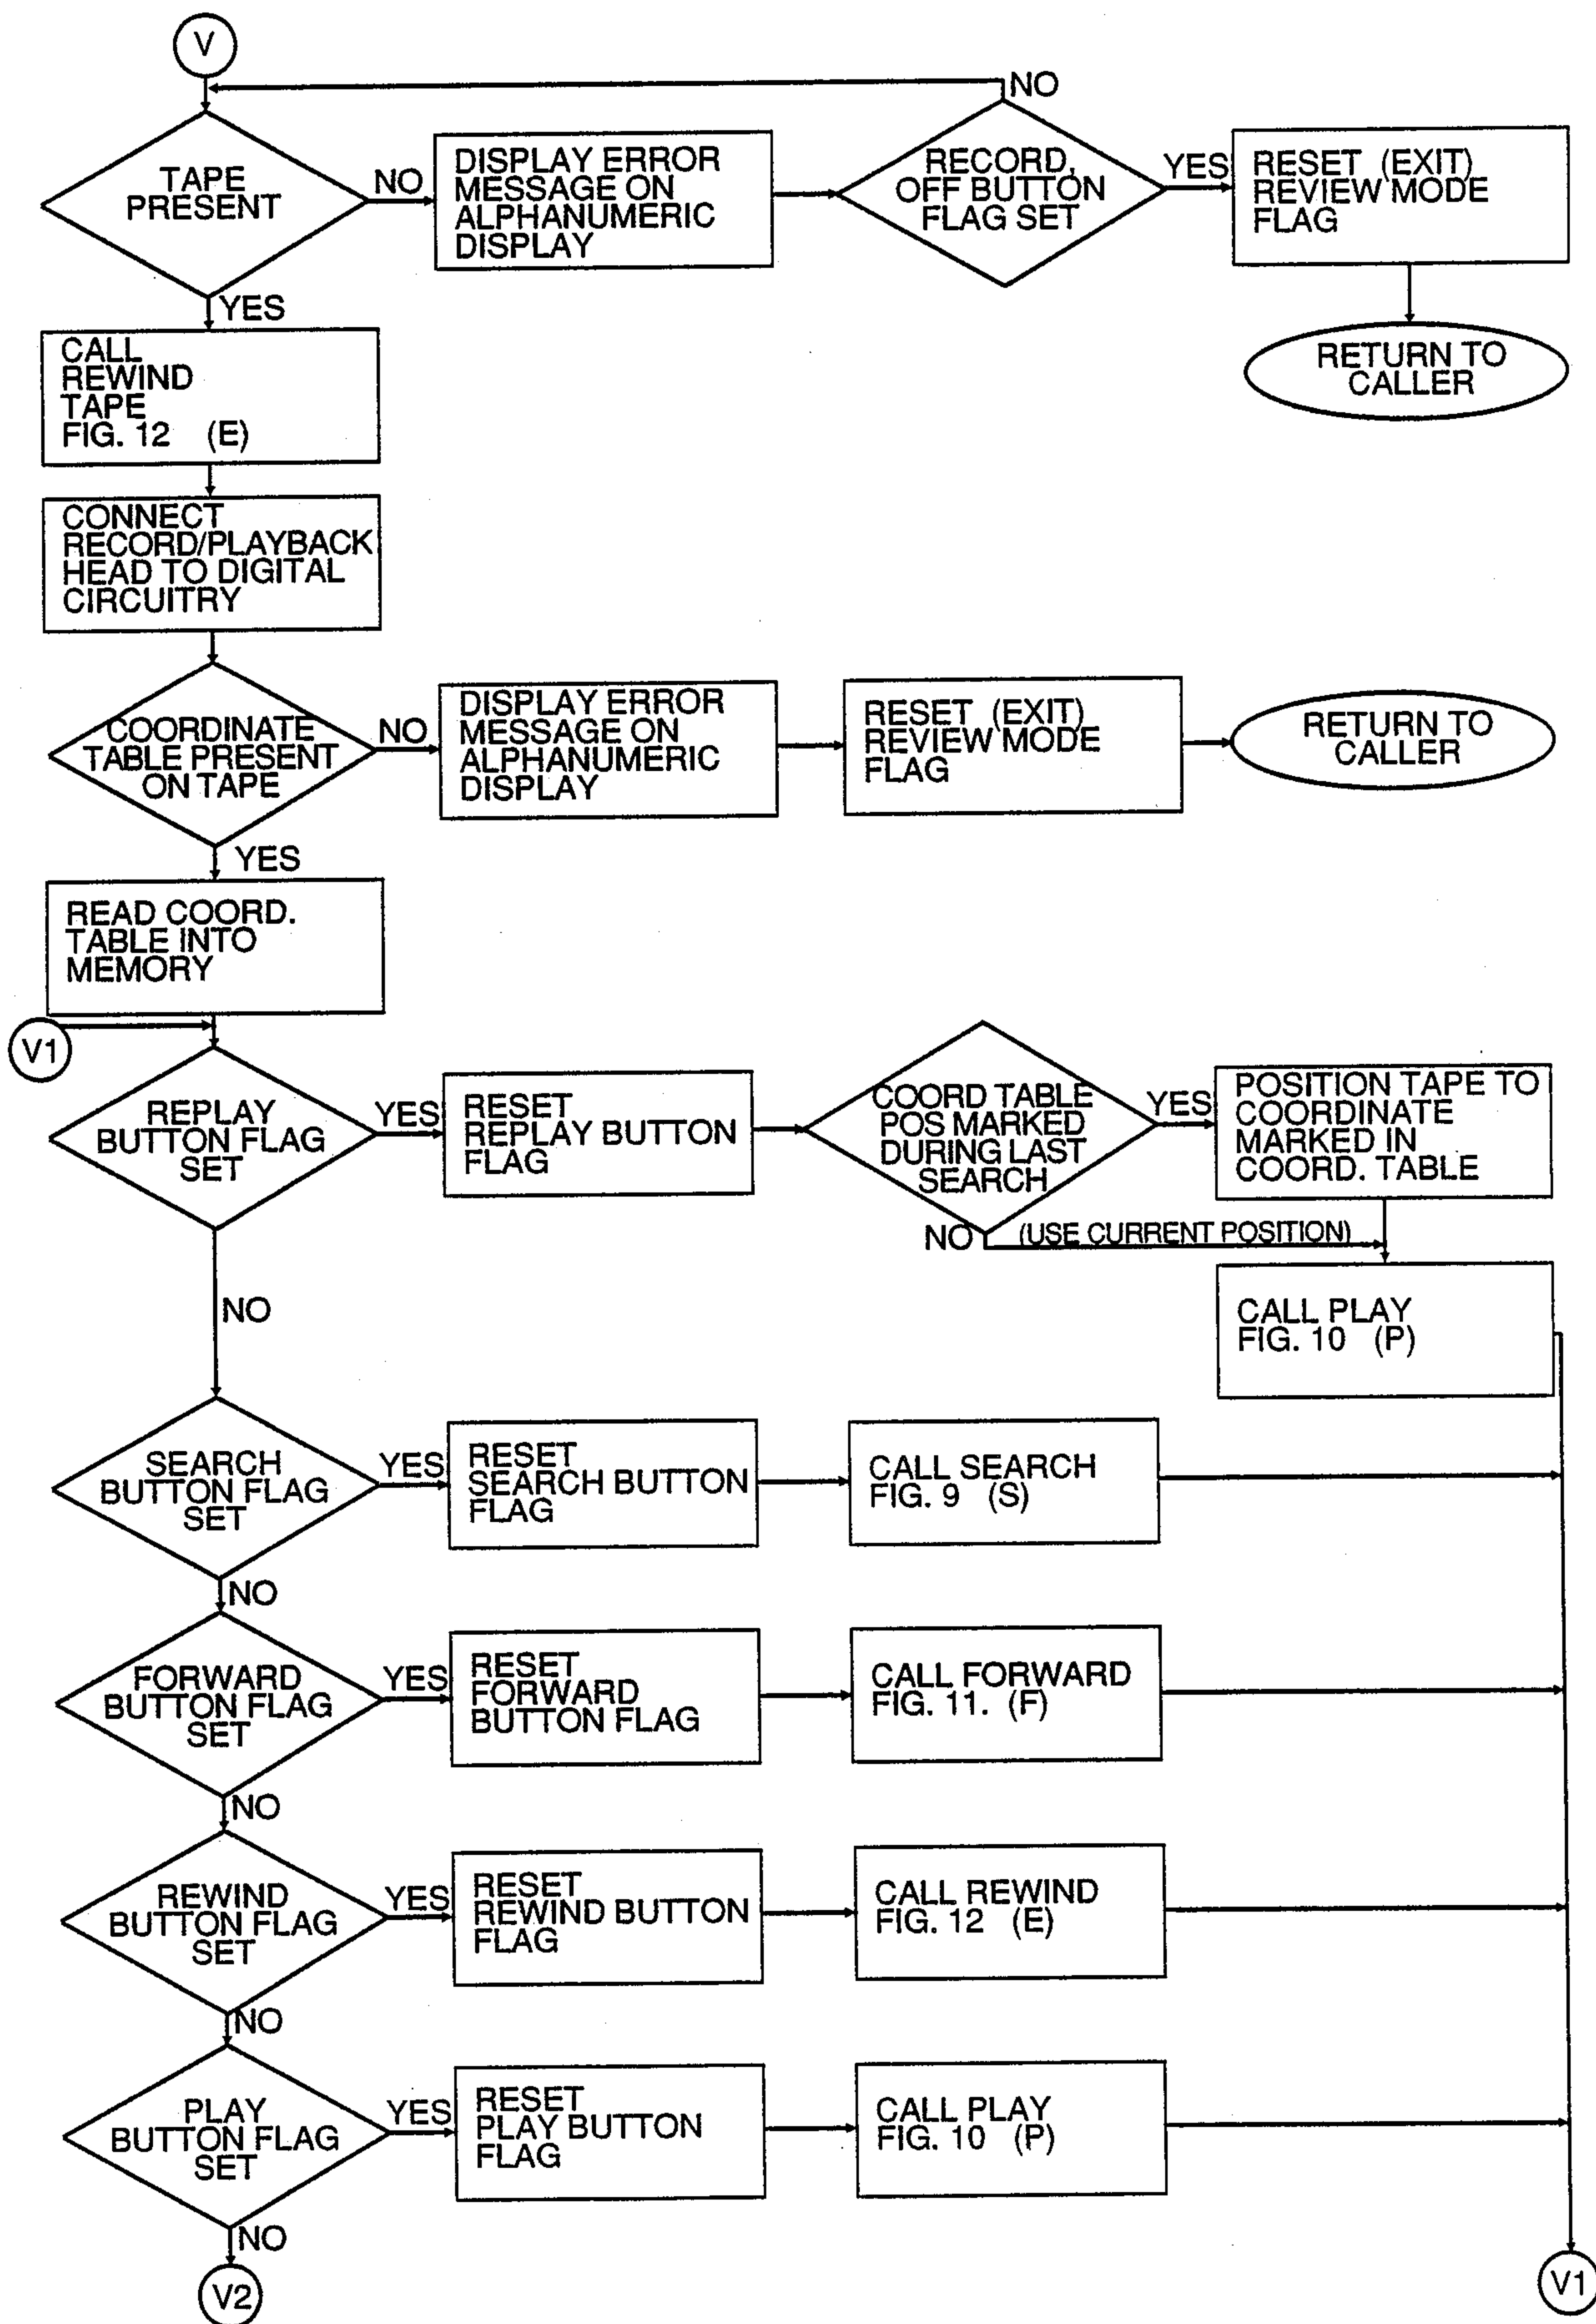 V
NO
TAPE
PRESENT
NO
DISPLAY ERROR
MESSAGE ON
ALPHANUMERIC
DISPLAY
RECORD,
OFF BUTTON
FLAG SET
YES
RESET (EXIT)
REVIEW MODE
FLAG
RETURN TO
CALLER
YES
CALL
REWIND
TAPE
FIG. 12 (E)
CONNECT
RECORD/PLAYBACK
HEAD TO DIGITAL
CIRCUITRY
COORDINATE
TABLE PRESENT
ON TAPE
NO
DISPLAY ERROR
MESSAGE ON
ALPHANUMERIC
DISPLAY
RESET (EXIT)
REVIEW MODE
FLAG
RETURN TO
CALLER
YES
READ COORD.
TABLE INTO
MEMORY
V1
REPLAY
BUTTON FLAG
SET
YES
RESET
REPLAY BUTTON
FLAG
COORD TABLE
POS MARKED
DURING LAST
SEARCH
YES
POSITION TAPE TO
COORDINATE
MARKED IN
COORD. TABLE
NO (USE CURRENT POSITION)
CALL PLAY
FIG. 10 (P)
NO
SEARCH
BUTTON FLAG
SET
YES
RESET
SEARCH BUTTON
FLAG
CALL SEARCH
FIG. 9 (S)
NO
FORWARD
BUTTON FLAG
SET
YES
RESET
FORWARD
BUTTON FLAG
CALL FORWARD
FIG. 11. (F)
NO
REWIND
BUTTON FLAG
SET
YES
RESET
REWIND BUTTON
FLAG
CALL REWIND
FIG. 12 (E)
NO
PLAY
BUTTON FLAG
SET
YES
RESET
PLAY BUTTON
FLAG
CALL PLAY
FIG. 10 (P)
NO
V2
V1